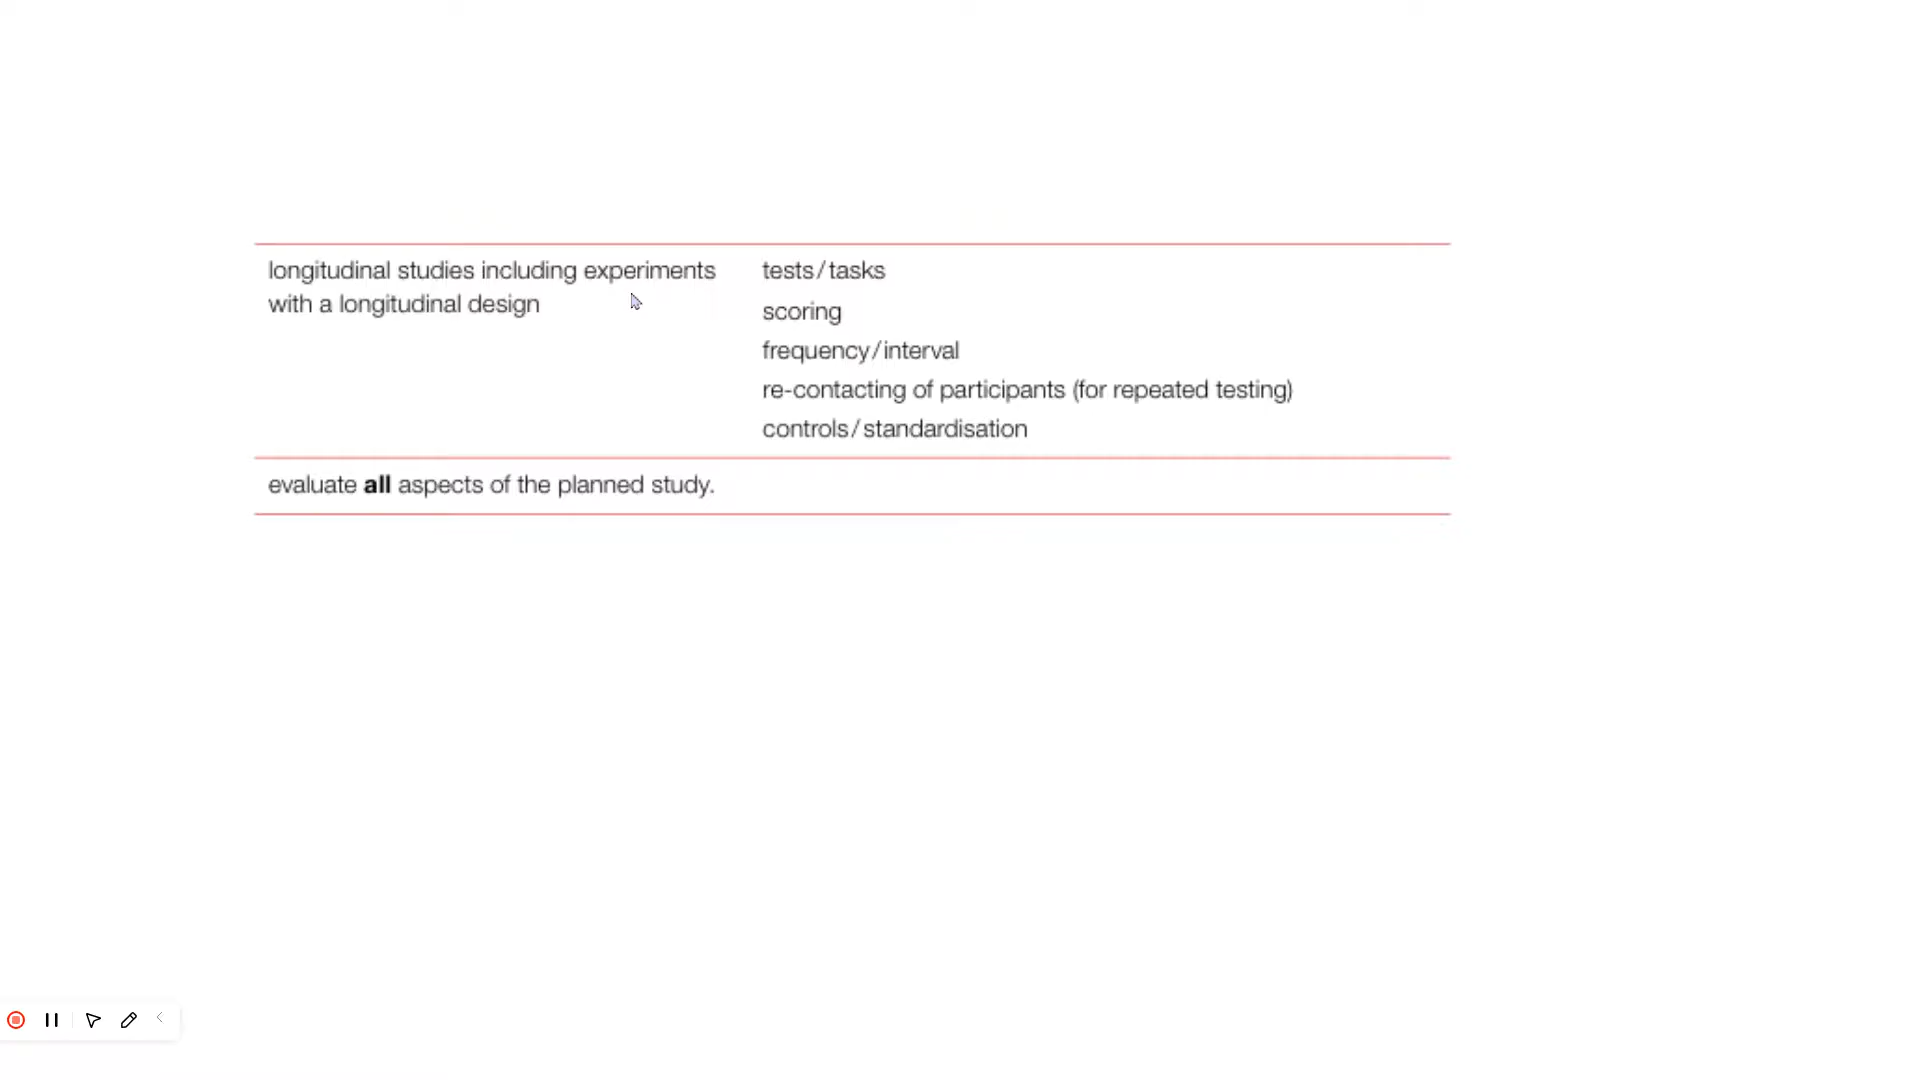 longitudinal studies including experiments
with a longitudinal design
tests/tasks
scoring
frequency/interval
re-contacting of participants (for repeated testing)
controls/standardisation
evaluate all aspects of the planned study.